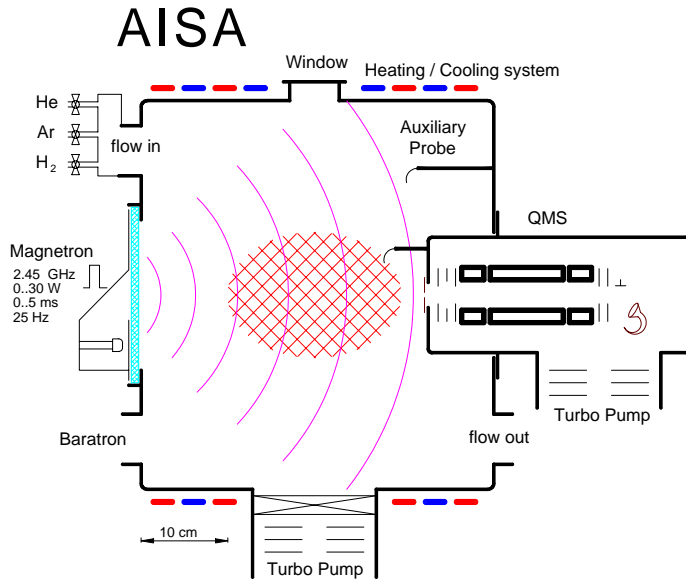 AISA
Window
Heating / Cooling system
He
Ar
H2
flow in
Auxiliary
Probe
QMS
Magnetron
2.45 GHz
0..30 W
0..5 ms
25 Hz
Baratron
flow out
Turbo Pump
10 cm
Turbo Pump